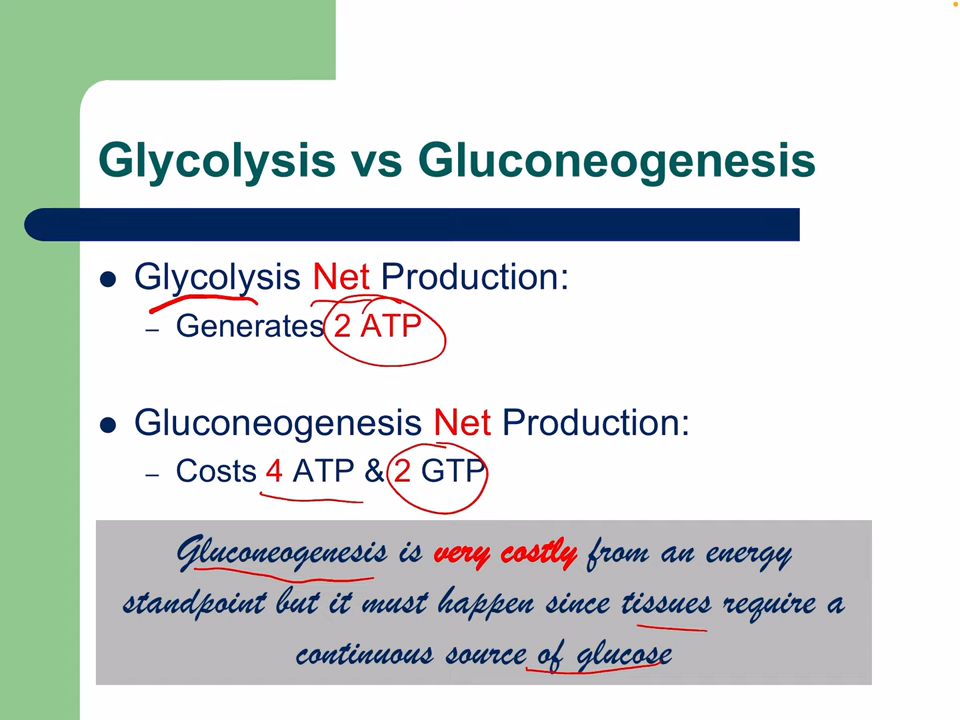 Glycolysis vs Gluconeogenesis
Glycolysis Net Production:
– Generates 2 ATP
Gluconeogenesis Net Production:
– Costs 4 ATP & 2 GTP
Gluconeogenesis is very costly from an energy
standpoint but it must happen since tissues require a
continuous source of glucose